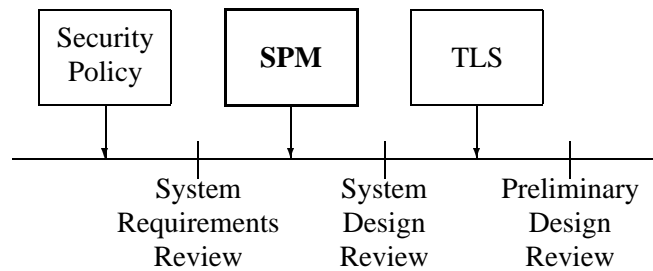 Security
Policy
SPM
TLS
System
Requirements
Review
System
Design
Review
Preliminary
Design
Review